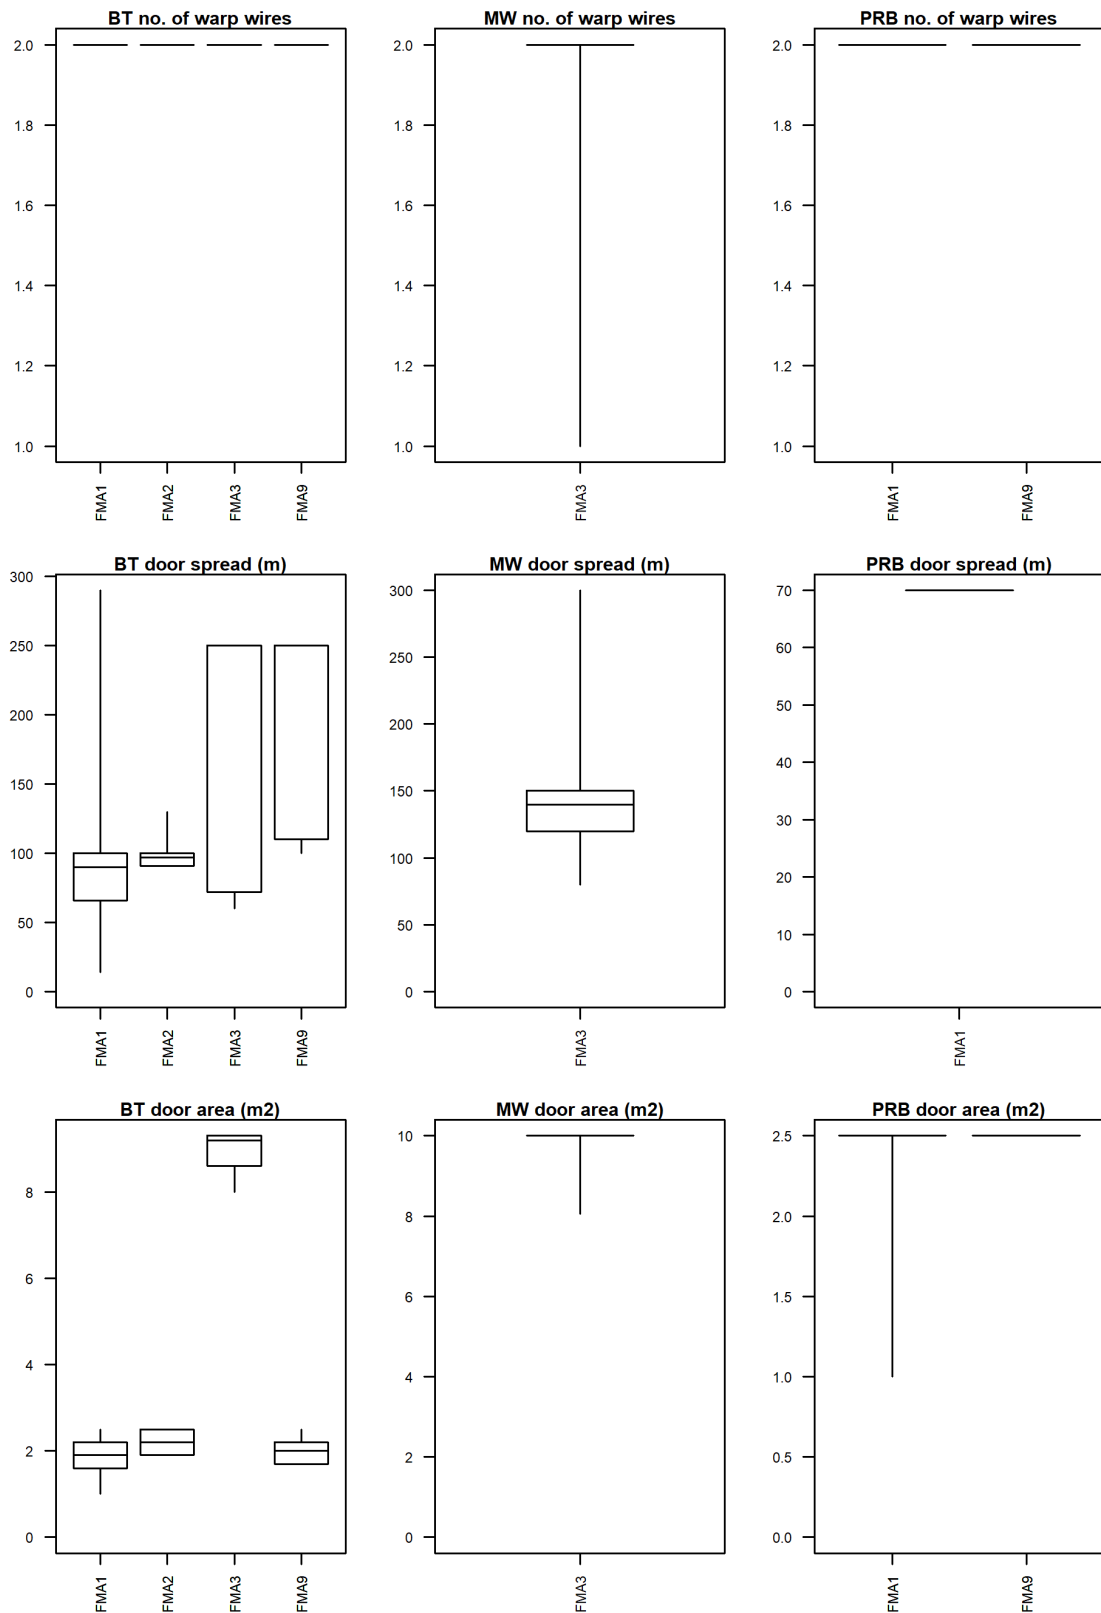 BT no. of warp wires
MW no. of warp wires
PRB no. of warp wires
2.0
1.8
1.6
1.4
1.2
1.0
FMA1
FMA2
FMA3
FMA9
2.0
1.8
1.6
1.4
1.2
1.0
FMA3
2.0
1.8
1.6
1.4
1.2
1.0
FMA1
FMA9
BT door spread (m)
MW door spread (m)
PRB door spread (m)
300
250
200
150
100
50
0
FMA1
FMA2
FMA3
FMA9
300
250
200
150
100
50
0
FMA3
70
60
50
40
30
20
10
0
FMA1
BT door area (m2)
MW door area (m2)
PRB door area (m2)
8
6
4
2
0
FMA1
FMA2
FMA3
FMA9
10
8
6
4
2
0
FMA3
2.5
2.0
1.5
1.0
0.5
0.0
FMA1
FMA9